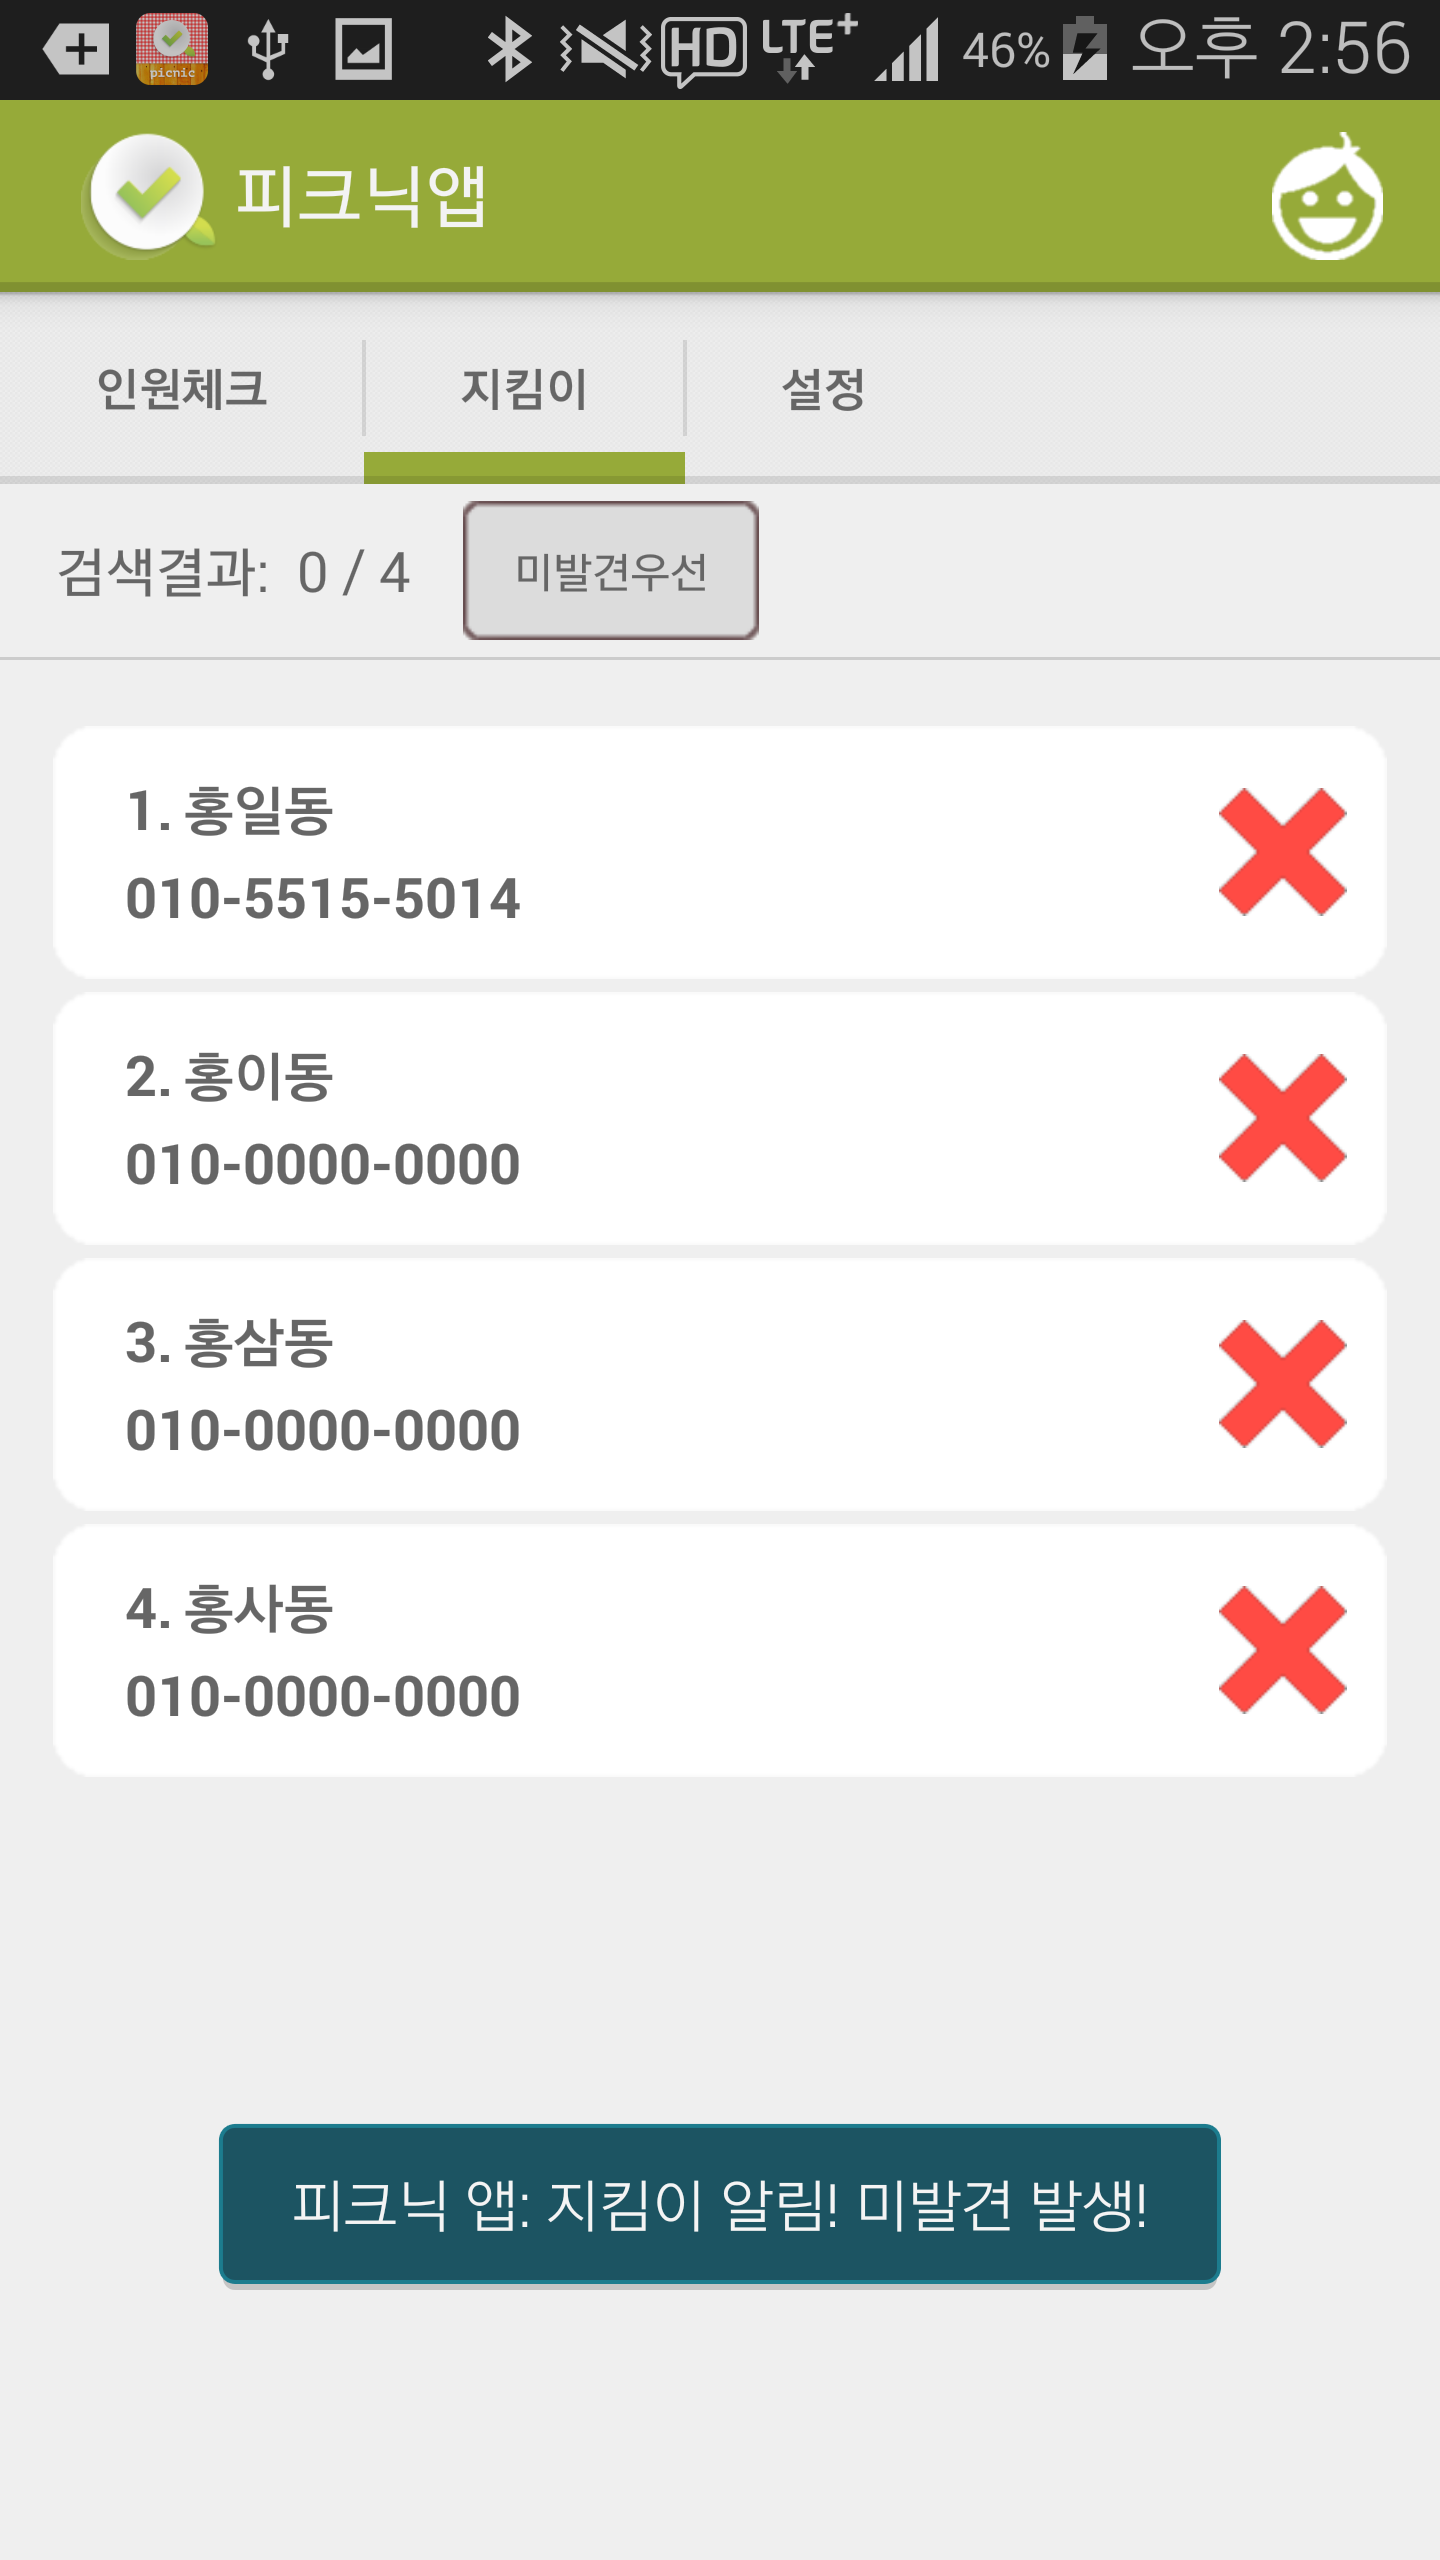 picnic
HD
LTE+
46%
오후 2:56
피크닉앱
인원체크
지킴이
설정
검색결과: 0 / 4
미발견우선
1. 홍일동
010-5515-5014
2. 홍이동
010-0000-0000
3. 홍삼동
010-0000-0000
4. 홍사동
010-0000-0000
피크닉 앱: 지킴이 알림! 미발견 발생!